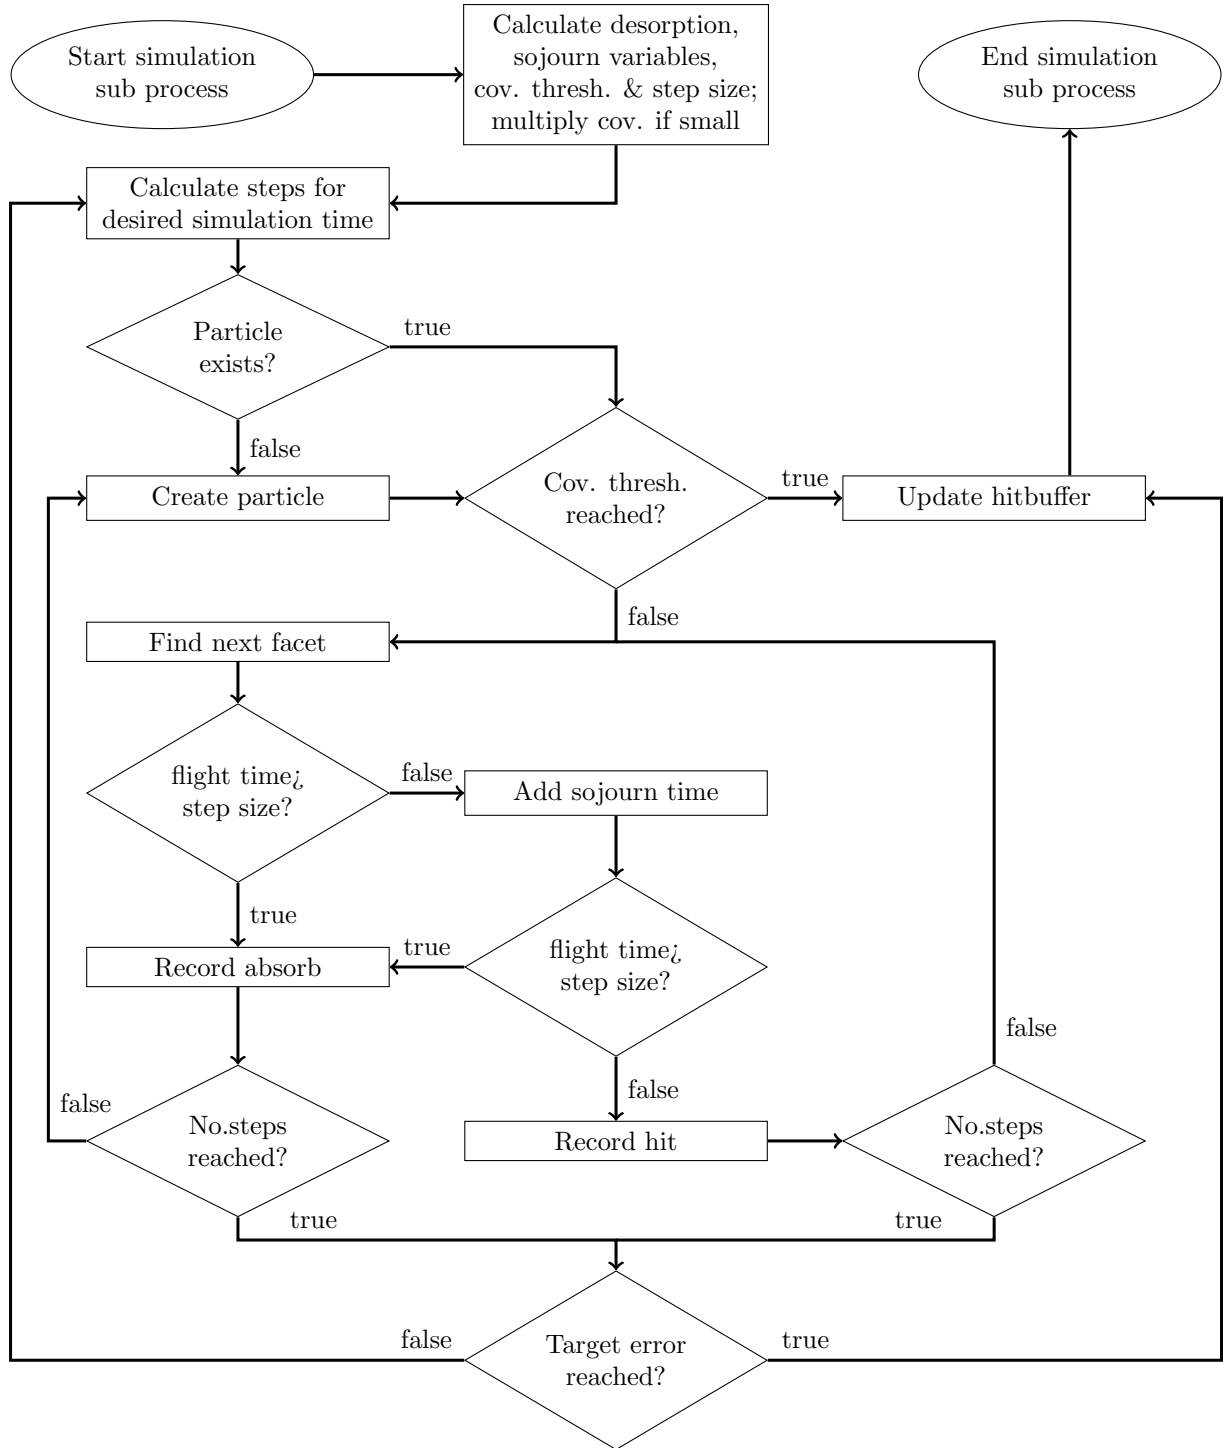 Start simulation
sub process
Calculate desorption,
sojourn variables,
cov. thresh. & step size;
multiply cov. if small
End simulation
sub process
Calculate steps for
desired simulation time
Particle
exists?
true
false
Create particle
Cov. thresh.
reached?
true
Update hitbuffer
false
Find next facet
flight time¿
step size?
false
Add sojourn time
true
Record absorb
true
flight time¿
step size?
false
false
No.steps
reached?
false
Record hit
No.steps
reached?
true
true
false
Target error
reached?
true